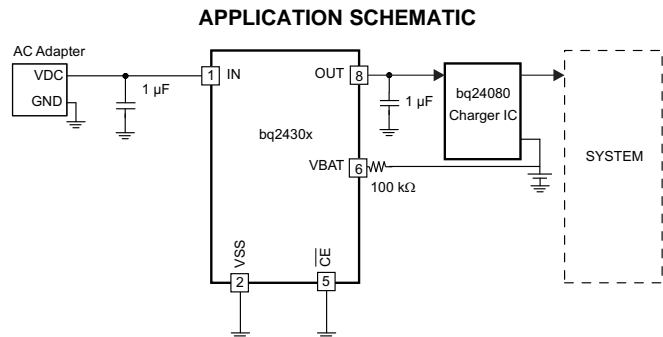 APPLICATION SCHEMATIC
AC Adapter
VDC
GND
1 µF
1
IN
OUT
8
bq2430x
VBAT
6
VSS
2
CE
5
1 µF
100 kΩ
bq24080
Charger IC
SYSTEM